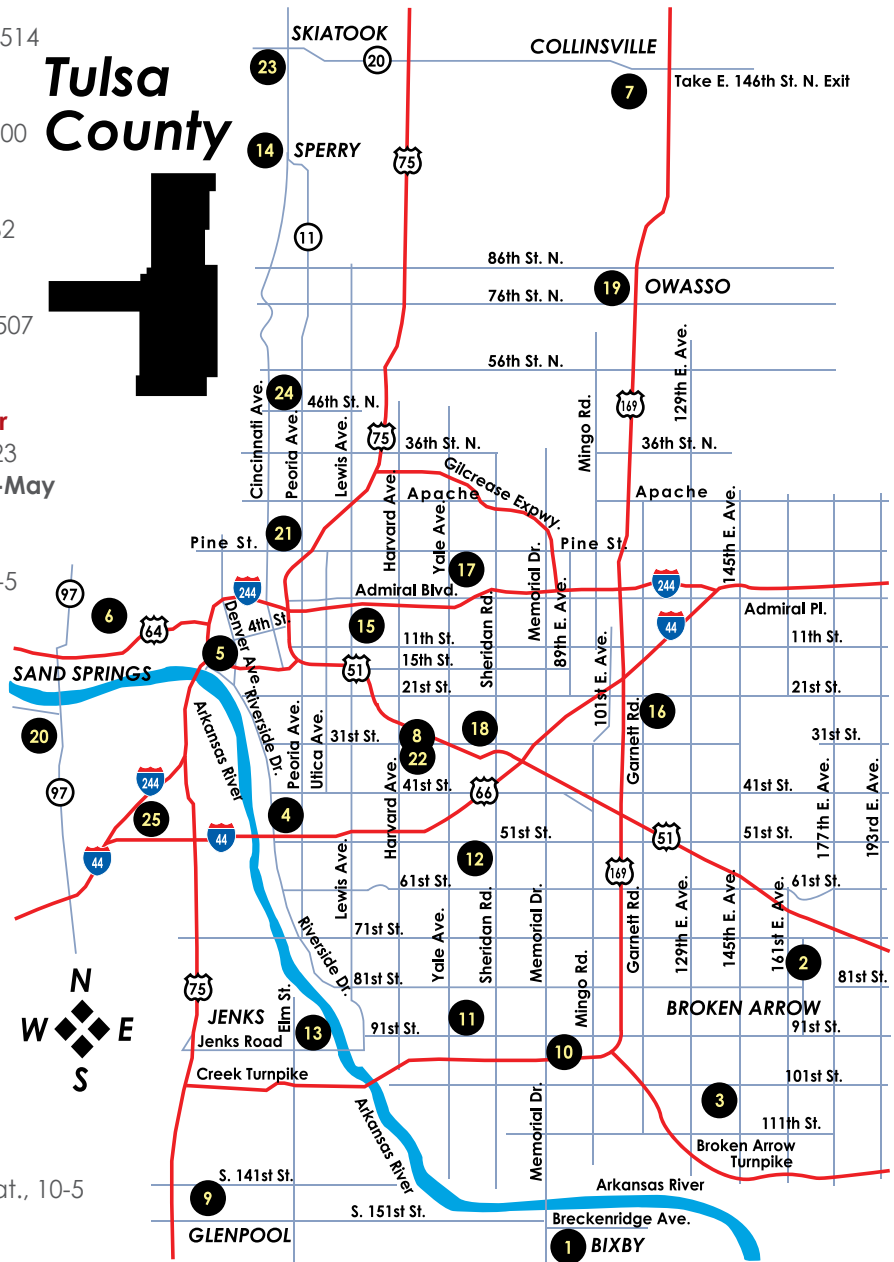 514
00
52
507
r
23
-May
-5
at., 10-5
Tulsa
County
SKIATOOK
20
COLLINSVILLE
23
7
Take E. 146th St. N. Exit
14
SPERRY
75
11
86th St. N.
19
OWASSO
76th St. N.
56th St. N.
24
46th St. N.
169
129th E. Ave.
Mingo Rd.
Cincinnati Ave.
Peoria Ave.
Lewis Ave.
75
36th St. N.
36th St. N.
Gilcrease Expwy.
Apache
Apache
Harvard Ave.
Yale Ave.
21
Pine St.
Pine St.
145th E. Ave.
17
Memorial Dr.
97
244
Admiral Blvd.
244
6
64
Denver Ave.
4th St.
15
Sheridan Rd.
89th E. Ave.
44
Admiral Pl.
11th St.
11th St.
5
15th St.
51
SAND SPRINGS
21st St.
101st E. Ave.
21st St.
16
Garnett Rd.
20
Arkansas River
Riverside Dr.
Peoria Ave.
Utica Ave.
31st St.
8
18
31st St.
22
244
97
Harvard Ave.
41st St.
66
41st St.
177th E. Ave.
193rd E. Ave.
25
44
4
51st St.
51
51st St.
44
12
169
Lewis Ave.
61st St.
61st St.
Riverside Dr.
71st St.
Yale Ave.
Sheridan Rd.
Memorial Dr.
Mingo Rd.
Garnett Rd.
129th E. Ave.
145th E. Ave.
161st E. Ave.
2
N
W E
S
75
81st St.
81st St.
JENKS
Elm St.
13
11
BROKEN ARROW
91st St.
91st St.
Jenks Road
10
Creek Turnpike
101st St.
3
Arkansas River
Memorial Dr.
111th St.
Broken Arrow
Turnpike
S. 141st St.
9
Arkansas River
S. 151st St.
Breckenridge Ave.
GLENPOOL
1
BIXBY